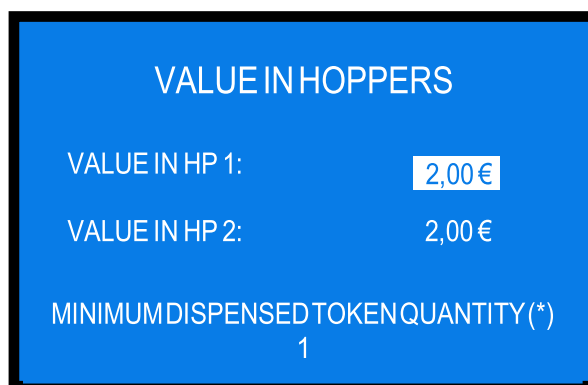 VALUE IN HOPPERS
VALUE IN HP 1: 2,00 €
VALUE IN HP 2: 2,00 €
MINIMUM DISPENSED TOKEN QUANTITY (*)
1